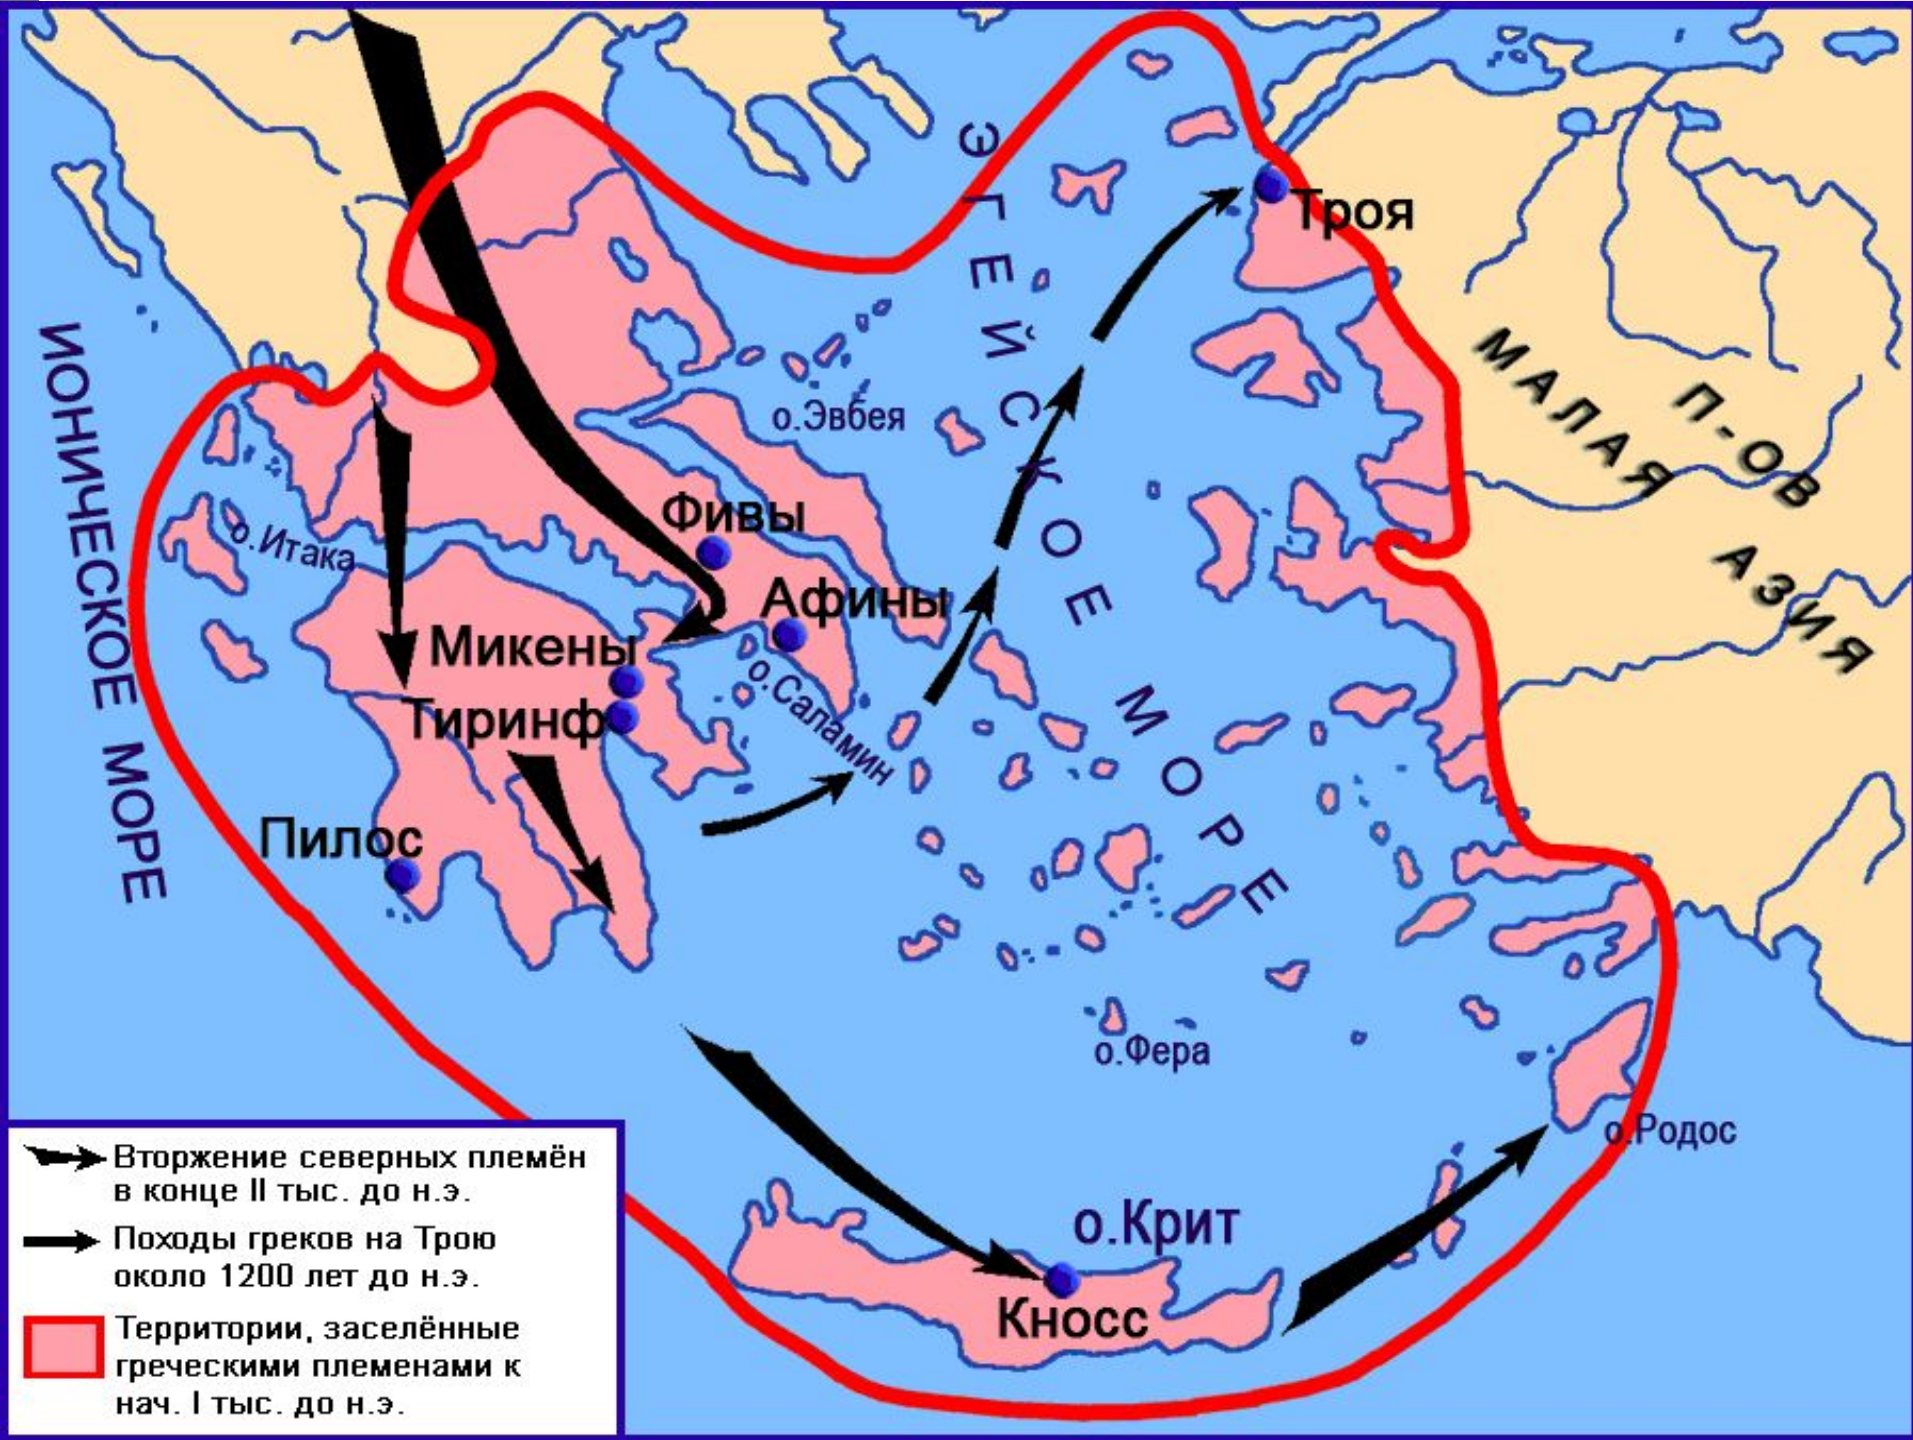 ЭГЕЙСКОЕ МОРЕ
Троя
ИОНИЧЕСКОЕ МОРЕ
П-ОВ
МАЛАЯ АЗИЯ
о.Эвбея
Фивы
о.Итака
Афины
Микены
о.Саламин
Тиринф
Пилос
о.Фера
о.Родос
о.Крит
Кносс
Вторжение северных племён
в конце II тыс. до н.э.
Походы греков на Трою
около 1200 лет до н.э.
Территории, заселённые
греческими племенами к
нач. I тыс. до н.э.